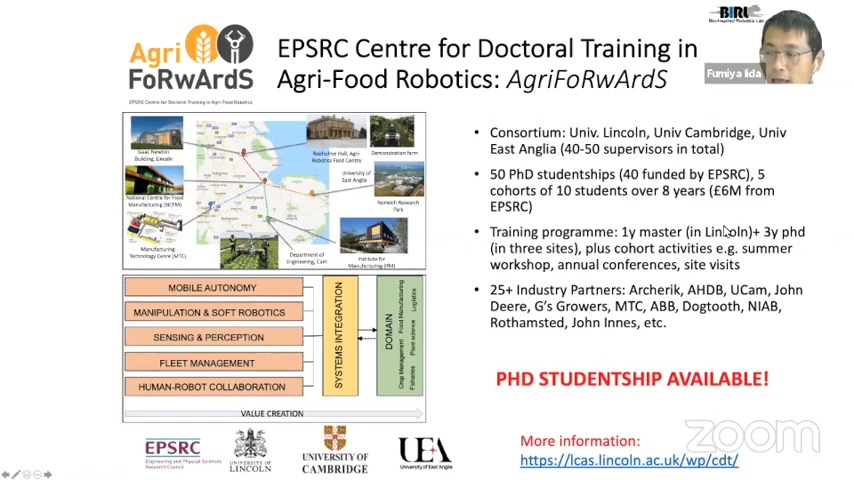 BIRL
Bio-Inspired Robotics Lab
Fumiya Iida
Agri
FoRwArdS
EPSRC Centre for Doctoral Training in Agri-Food Robotics
EPSRC Centre for Doctoral Training in
Agri-Food Robotics: AgriFoRwArdS
Isaac Newton
Building, Lincoln
Riseholme Hall, Agri-
Robotics Field Centre
Demonstration Farm
National Centre for Food
Manufacturing (NCFM)
University of
East Anglia
Norwich Research
Park
Manufacturing
Technology Centre (MTC)
Department of
Engineering, Cam
Institute for
Manufacturing (IFM)
MOBILE AUTONOMY
MANIPULATION & SOFT ROBOTICS
SENSING & PERCEPTION
FLEET MANAGEMENT
HUMAN-ROBOT COLLABORATION
SYSTEMS INTEGRATION
DOMAIN
Crop Management Food Manufacturing
Fisheries Plant science Logistics
VALUE CREATION
• Consortium: Univ. Lincoln, Univ Cambridge, Univ
East Anglia (40-50 supervisors in total)
• 50 PhD studentships (40 funded by EPSRC), 5
cohorts of 10 students over 8 years (£6M from
EPSRC)
• Training programme: 1y master (in Lincoln)+ 3y phd
(in three sites), plus cohort activities e.g. summer
workshop, annual conferences, site visits
• 25+ Industry Partners: Archerik, AHDB, UCam, John
Deere, G’s Growers, MTC, ABB, Dogtooth, NIAB,
Rothamsted, John Innes, etc.
PHD STUDENTSHIP AVAILABLE!
zoom
EPSRC
Engineering and Physical Sciences
Research Council
UNIVERSITY OF
LINCOLN
UNIVERSITY OF
CAMBRIDGE
UEA
University of East Anglia
More information:
https://lcas.lincoln.ac.uk/wp/cdt/